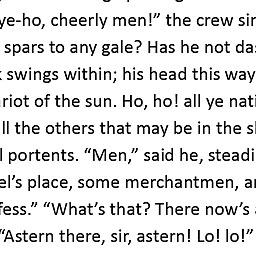 ye-ho, cheerly men!” the crew sin
spars to any gale? Has he not das
swings within; his head this way
riot of the sun. Ho, ho! all ye nati
ll the others that may be in the s
portents. “Men,” said he, steadi
el’s place, some merchantmen, a
fess.” “What’s that? There now’s a
“Astern there, sir, astern! Lo! lo!”